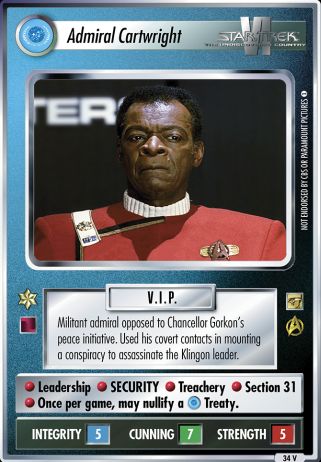 Admiral Cartwright
STAR TREK
VI
THE UNDISCOVERED COUNTRY
TER
NOT ENDORSED BY CBS OR PARAMOUNT PICTURES
V.I.P.
Militant admiral opposed to Chancellor Gorkon's
peace initiative. Used his covert contacts in mounting
a conspiracy to assassinate the Klingon leader.
Leadership SECURITY Treachery Section 31
Once per game, may nullify a Treaty.
INTEGRITY 5 CUNNING 7 STRENGTH 5
34 V